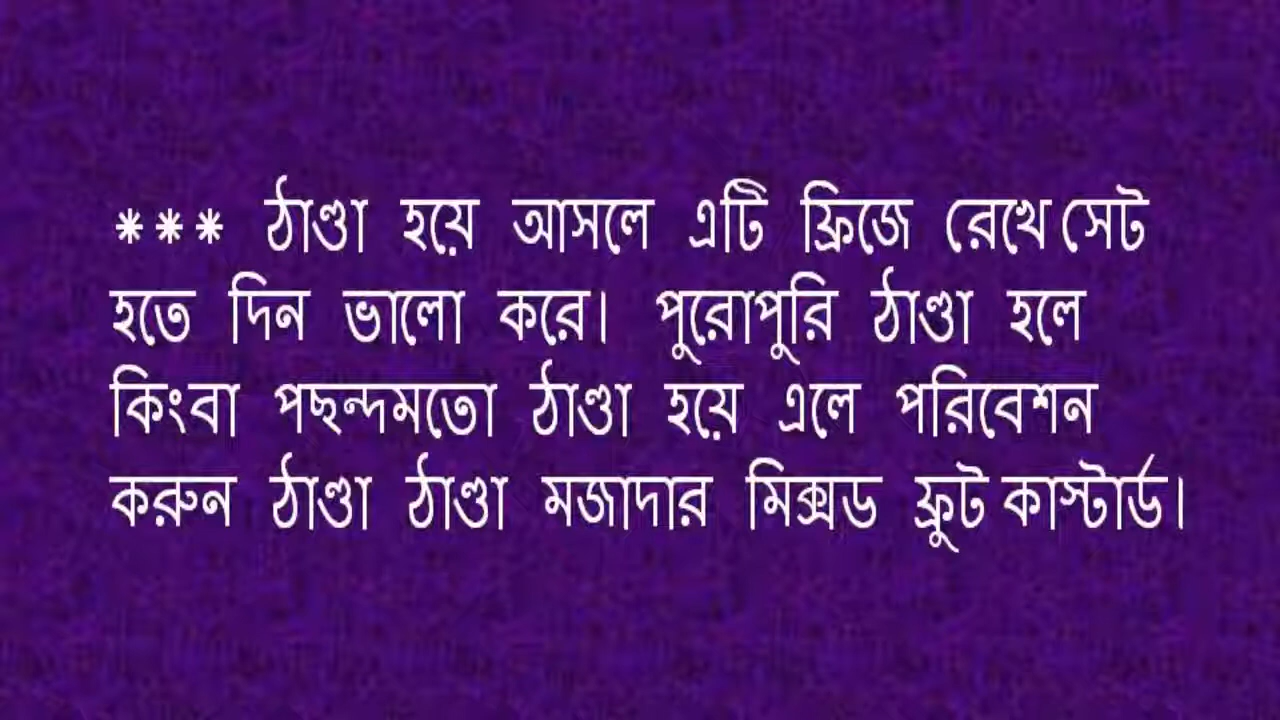 *** ঠাণ্ডা হয়ে আসলে এটি ফ্রিজে রেখে সেট
হতে দিন ভালো করে। পুরোপুরি ঠাণ্ডা হলে
কিংবা পছন্দমতো ঠাণ্ডা হয়ে এলে পরিবেশন
করুন ঠাণ্ডা ঠাণ্ডা মজাদার মিক্সড ফ্রুট কাস্টার্ড।